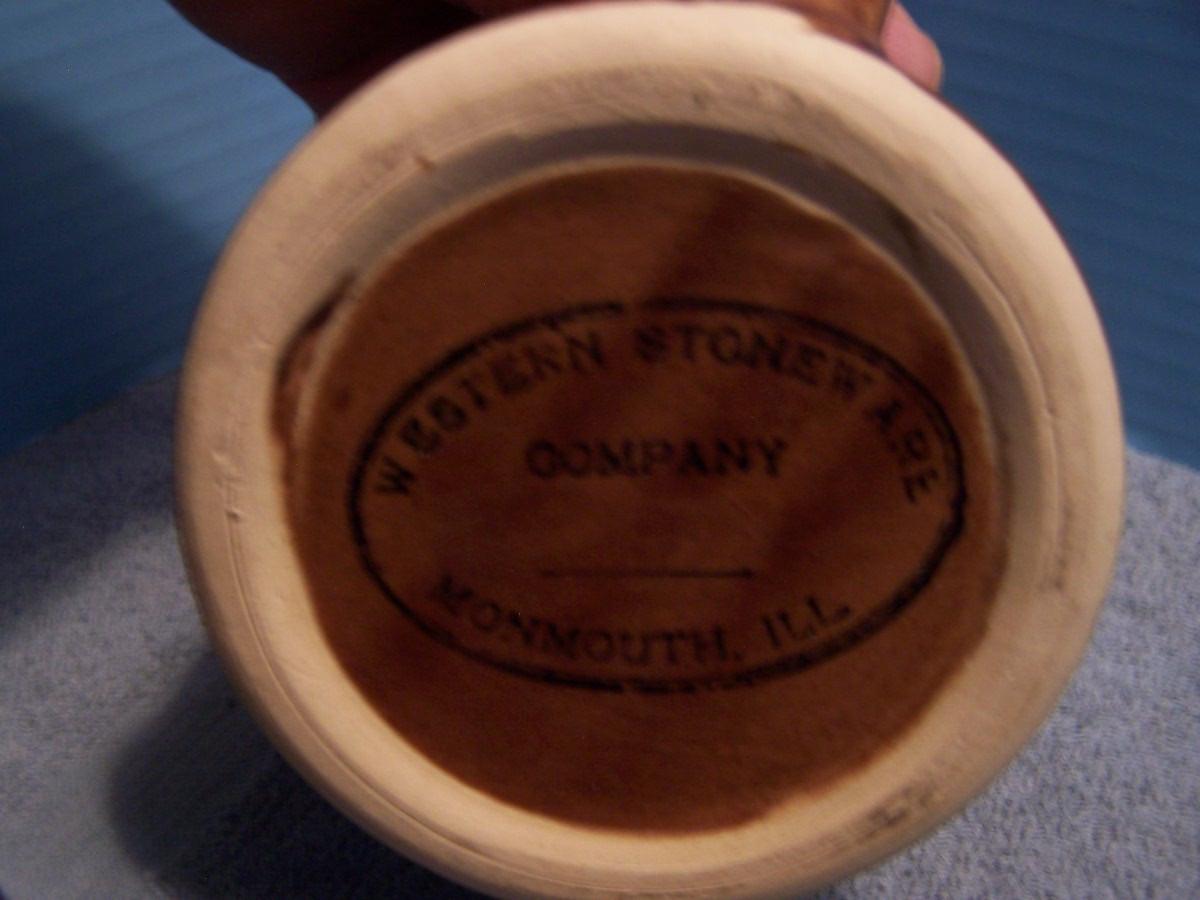 WESTERN STONEWARE
COMPANY
MONMOUTH, ILL.